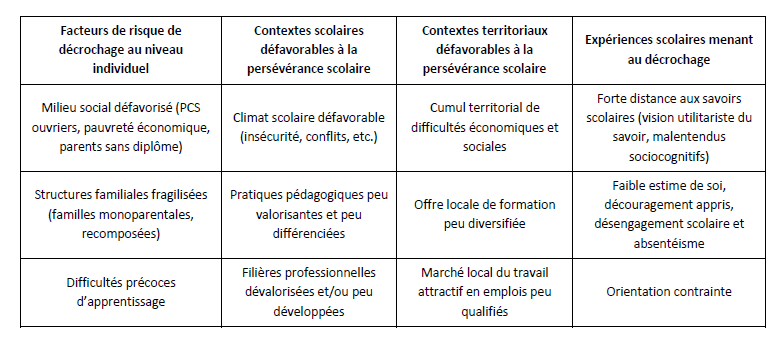 Facteurs de risque de
décrochage au niveau
individuel
Contextes scolaires
défavorables à la
persévérance scolaire
Contextes territoriaux
défavorables à la
persévérance scolaire
Expériences scolaires menant
au décrochage
Milieu social défavorisé (PCS
ouvriers, pauvreté économique,
parents sans diplôme)
Climat scolaire défavorable
(insécurité, conflits, etc.)
Cumul territorial de
difficultés économiques et
sociales
Forte distance aux savoirs
scolaires (vision utilitariste du
savoir, malentendus
sociocognitifs)
Structures familiales fragilisées
(familles monoparentales,
recomposées)
Pratiques pédagogiques peu
valorisantes et peu
différenciées
Offre locale de formation
peu diversifiée
Faible estime de soi,
découragement appris,
désengagement scolaire et
absentéisme
Difficultés précoces
d'apprentissage
Filières professionnelles
dévalorisées et/ou peu
développées
Marché local du travail
attractif en emplois peu
qualifiés
Orientation contrainte